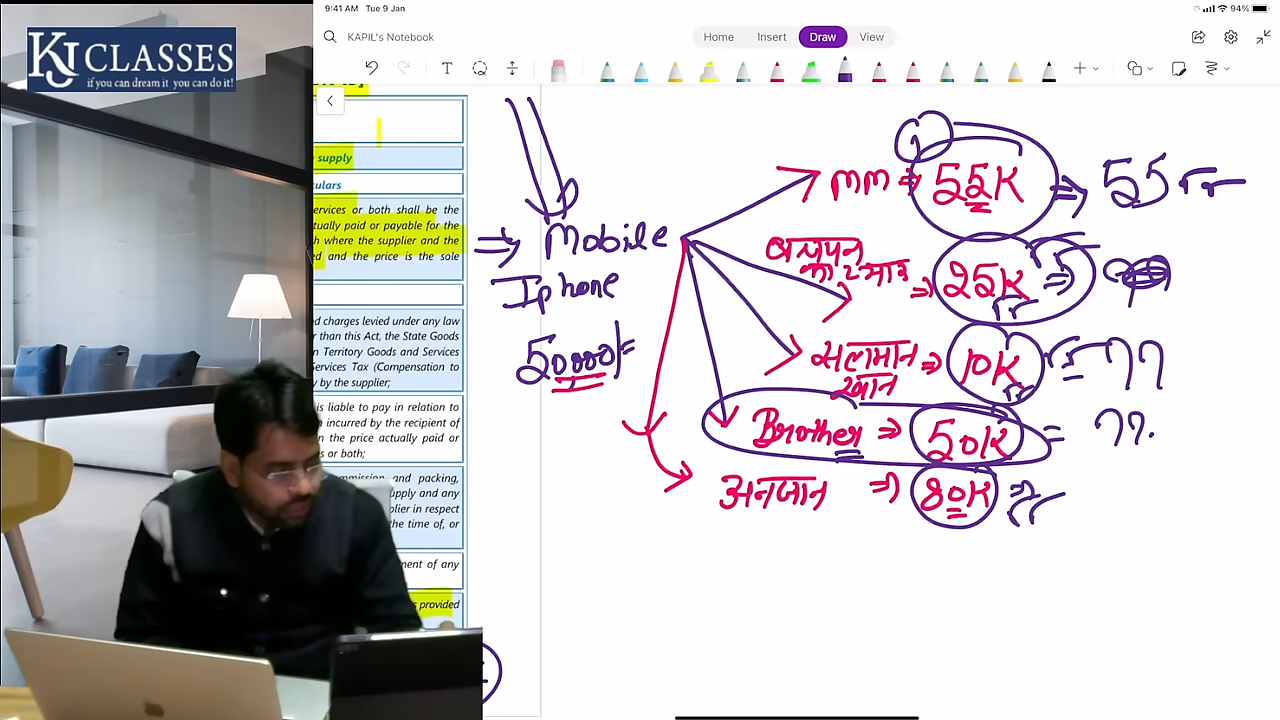 9:41 AM Tue 9 Jan
94%
KAPIL's Notebook
Home Insert Draw View
KJ CLASSES
if you can dream it you can do it!
supply
culars
ervices or both shall be the
tually paid or payable for the
h where the supplier and the
ed and the price is the sole
d charges levied under any law
r than this Act, the State Goods
n Territory Goods and Services
Services Tax (Compensation to
y by the supplier;
is liable to pay in relation to
n incurred by the recipient of
n the price actually paid or
s or both;
mmission and packing,
upply and any
plier in respect
the time of, or
ment of any
s provided
⇒ Mobile
Iphone
50000/=
mm ⇒ 55K ⇒ 55
बचपन
का प्यार ⇒ 25K ⇒
सलमान
खान ⇒ 10K ??
Brother ⇒ 50K = ??.
अनजान ⇒ 80K ⇒